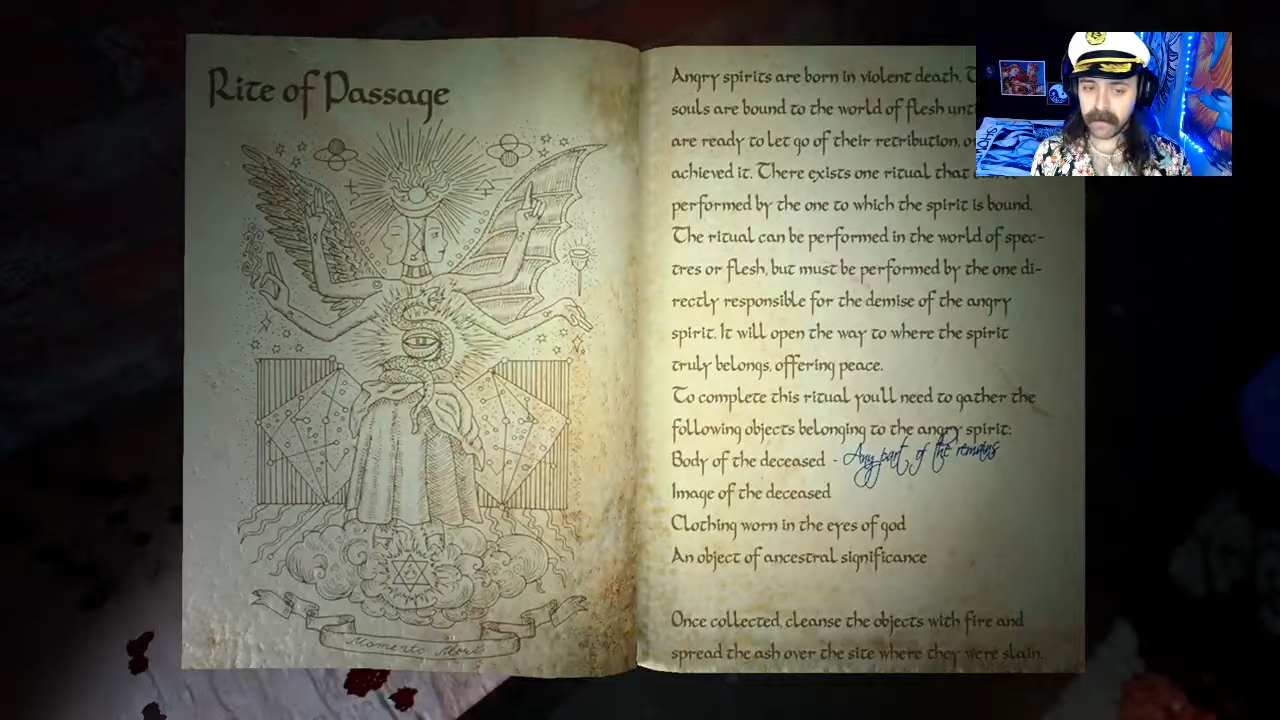 Rite of Passage
Angry spirits are born in violent death.
souls are bound to the world of flesh
are ready to let go of their retribution,
achieved it. There exists one ritual that
performed by the one to which the spirit is bound.
The ritual can be performed in the world of spec-
tres or flesh, but must be performed by the one di-
rectly responsible for the demise of the angry
spirit. It will open the way to where the spirit
truly belongs, offering peace.
To complete this ritual you'll need to gather the
following objects belonging to the angry spirit:
Body of the deceased - Any part of the remains
Image of the deceased
Clothing worn in the eyes of god
An object of ancestral significance
Once collected, cleanse the objects with fire and
spread the ash over the site where they were slain.
Momento Mori